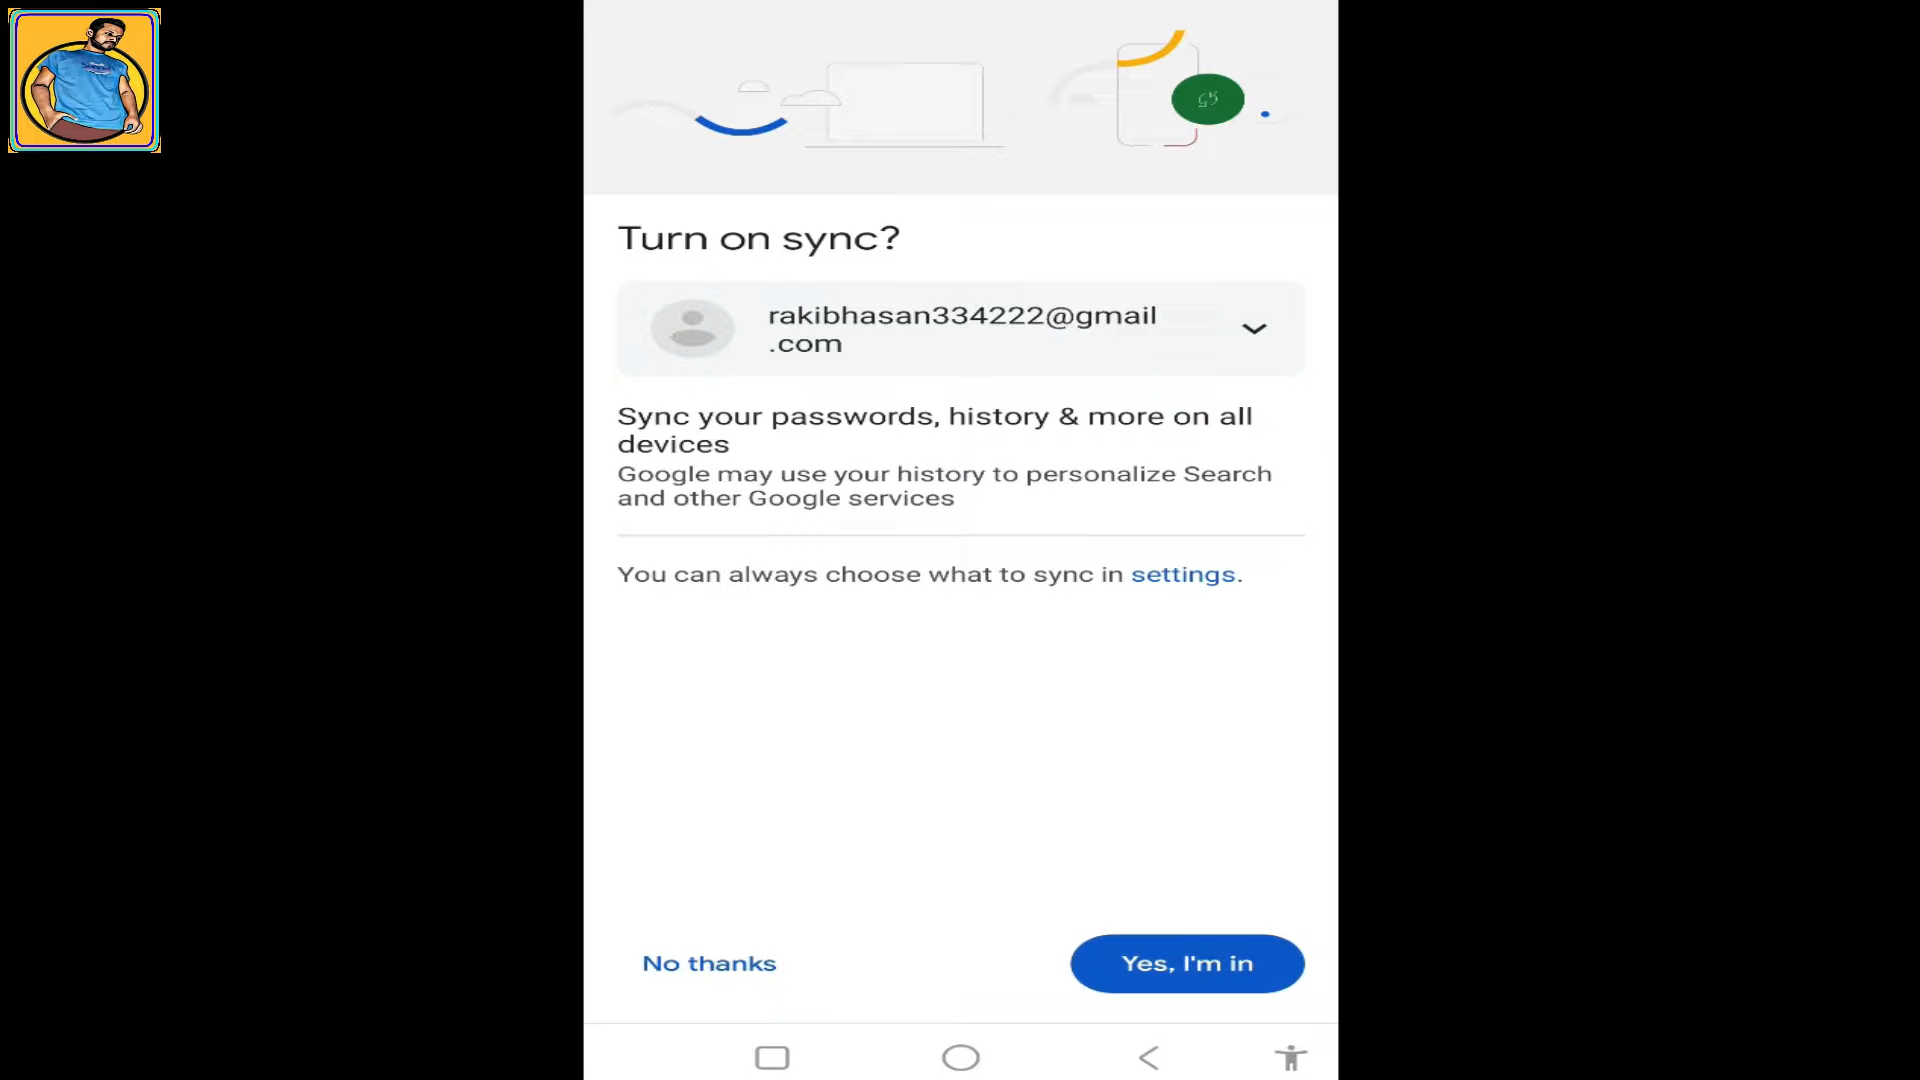 Turn on sync?
rakibhasan334222@gmail
.com
Sync your passwords, history & more on all
devices
Google may use your history to personalize Search
and other Google services
You can always choose what to sync in settings.
No thanks
Yes, I'm in